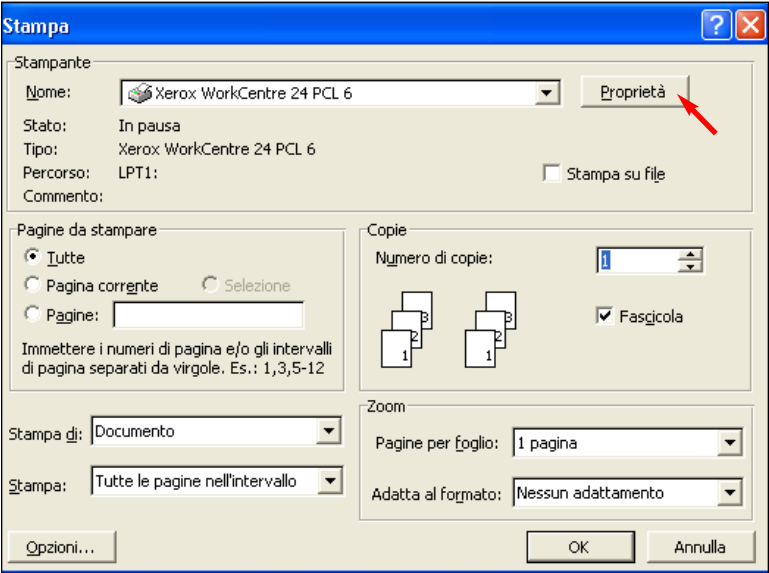 Stampa
Stampante
Nome:
Xerox WorkCentre 24 PCL 6
Proprietà
Stato:
In pausa
Tipo:
Xerox WorkCentre 24 PCL 6
Percorso:
LPT1:
Stampa su file
Commento:
Pagine da stampare
Tutte
Pagina corrente
Selezione
Pagine:
Immettere i numeri di pagina e/o gli intervalli
di pagina separati da virgole. Es.: 1,3,5-12
Copie
Numero di copie:
1
3
2
1
3
2
1
Fascicola
Stampa di:
Documento
Stampa:
Tutte le pagine nell'intervallo
Zoom
Pagine per foglio:
1 pagina
Adatta al formato:
Nessun adattamento
Opzioni...
OK
Annulla